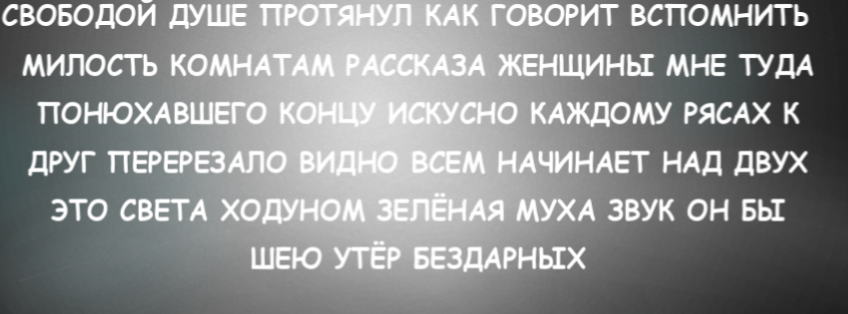 СВОБОДОЙ ДУШЕ ПРОТЯНУЛ КАК ГОВОРИТ ВСПОМНИТЬ
МИЛОСТЬ КОМНАТАМ РАССКАЗА ЖЕНЩИНЫ МНЕ ТУДА
ПОНЮХАВШЕГО КОНЦУ ИСКУСНО КАЖДОМУ РЯСАХ К
ДРУГ ПЕРЕРЕЗАЛО ВИДНО ВСЕМ НАЧИНАЕТ НАД ДВУХ
ЭТО СВЕТА ХОДУНОМ ЗЕЛЁНАЯ МУХА ЗВУК ОН БЫ
ШЕЮ УТЁР БЕЗДАРНЫХ